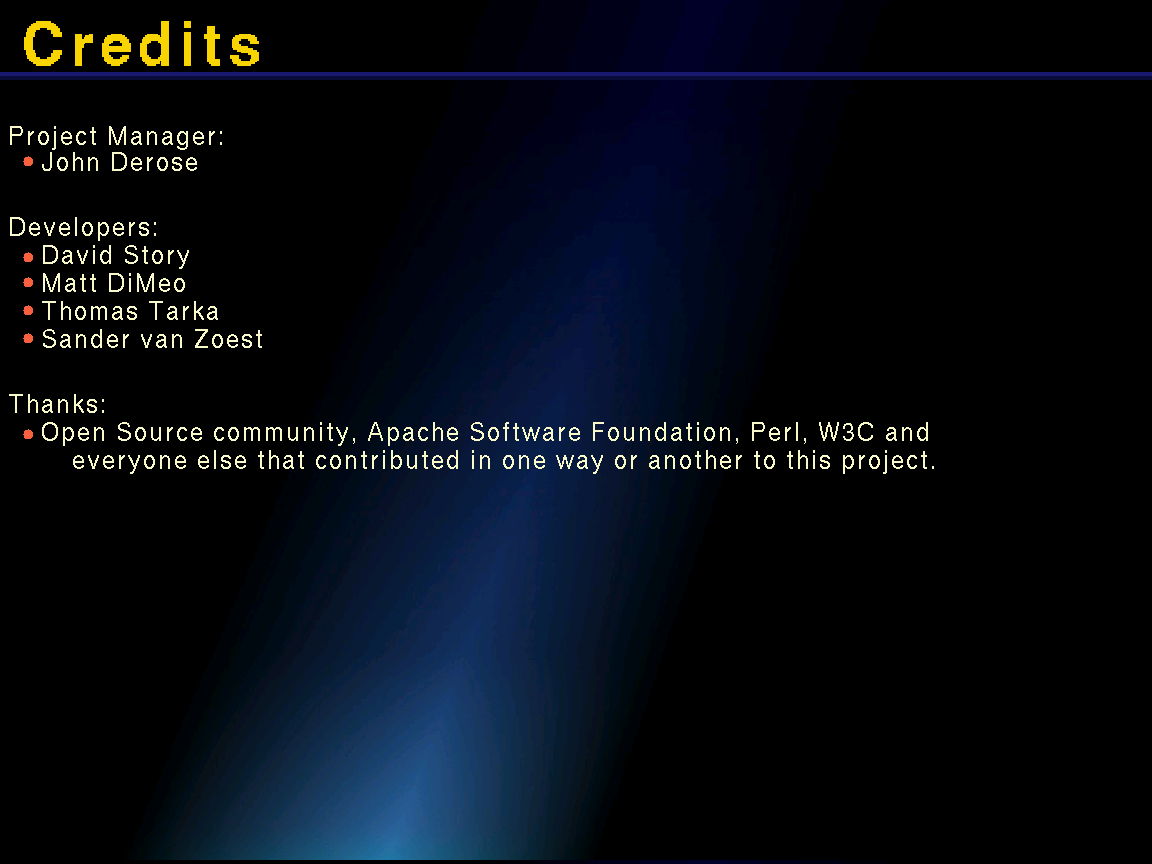 Credits
Project Manager:
• John Derose
Developers:
• David Story
• Matt DiMeo
• Thomas Tarka
• Sander van Zoest
Thanks:
• Open Source community, Apache Software Foundation, Perl, W3C and
everyone else that contributed in one way or another to this project.